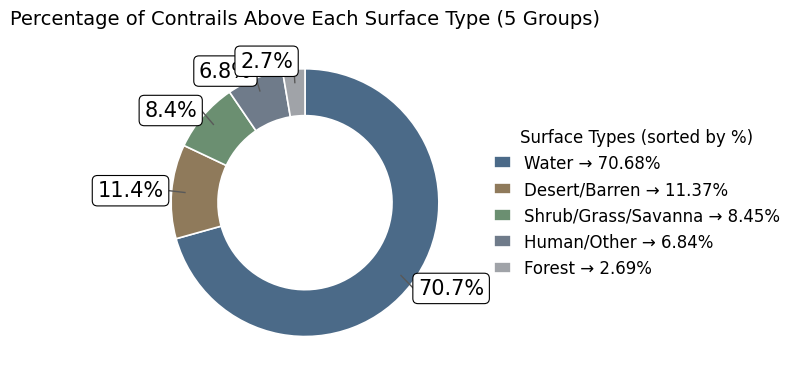 Percentage of Contrails Above Each Surface Type (5 Groups)
2.7%
6.8%
8.4%
11.4%
70.7%
Surface Types (sorted by %)
Water → 70.68%
Desert/Barren → 11.37%
Shrub/Grass/Savanna → 8.45%
Human/Other → 6.84%
Forest → 2.69%